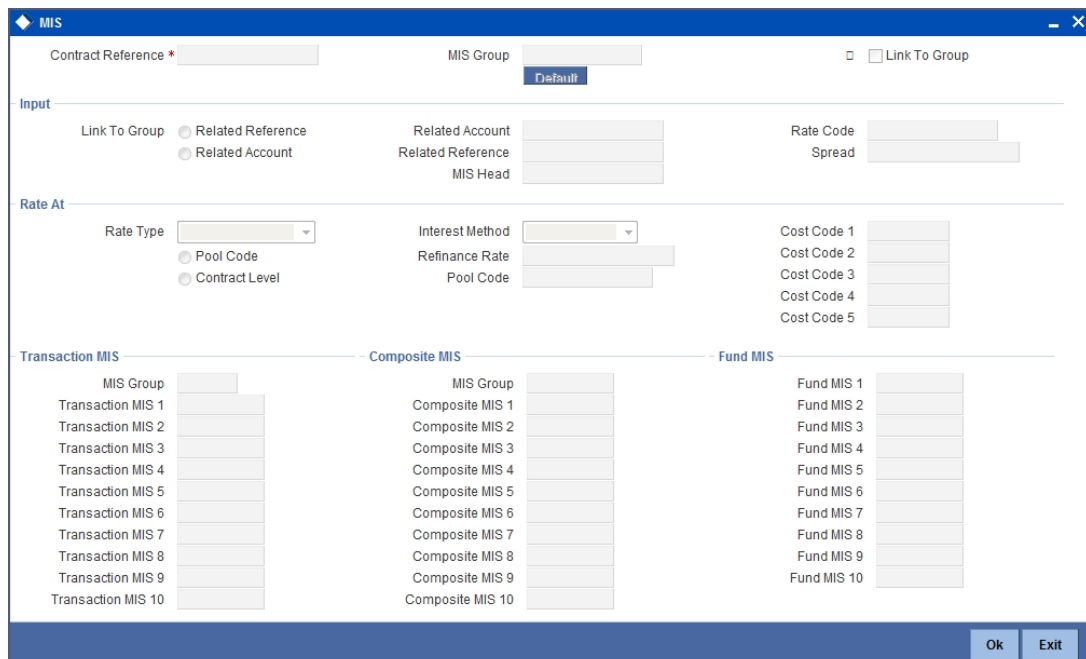 MIS
Contract Reference * MIS Group Link To Group
Default
Input
Link To Group Related Reference Related Account Rate Code
Related Account Related Reference Spread
MIS Head
Rate At
Rate Type Interest Method Cost Code 1
Pool Code Refinance Rate Cost Code 2
Contract Level Pool Code Cost Code 3
Cost Code 4
Cost Code 5
Transaction MIS Composite MIS Fund MIS
MIS Group MIS Group Fund MIS 1
Transaction MIS 1 Composite MIS 1 Fund MIS 2
Transaction MIS 2 Composite MIS 2 Fund MIS 3
Transaction MIS 3 Composite MIS 3 Fund MIS 4
Transaction MIS 4 Composite MIS 4 Fund MIS 5
Transaction MIS 5 Composite MIS 5 Fund MIS 6
Transaction MIS 6 Composite MIS 6 Fund MIS 7
Transaction MIS 7 Composite MIS 7 Fund MIS 8
Transaction MIS 8 Composite MIS 8 Fund MIS 9
Transaction MIS 9 Composite MIS 9 Fund MIS 10
Transaction MIS 10 Composite MIS 10
Ok Exit